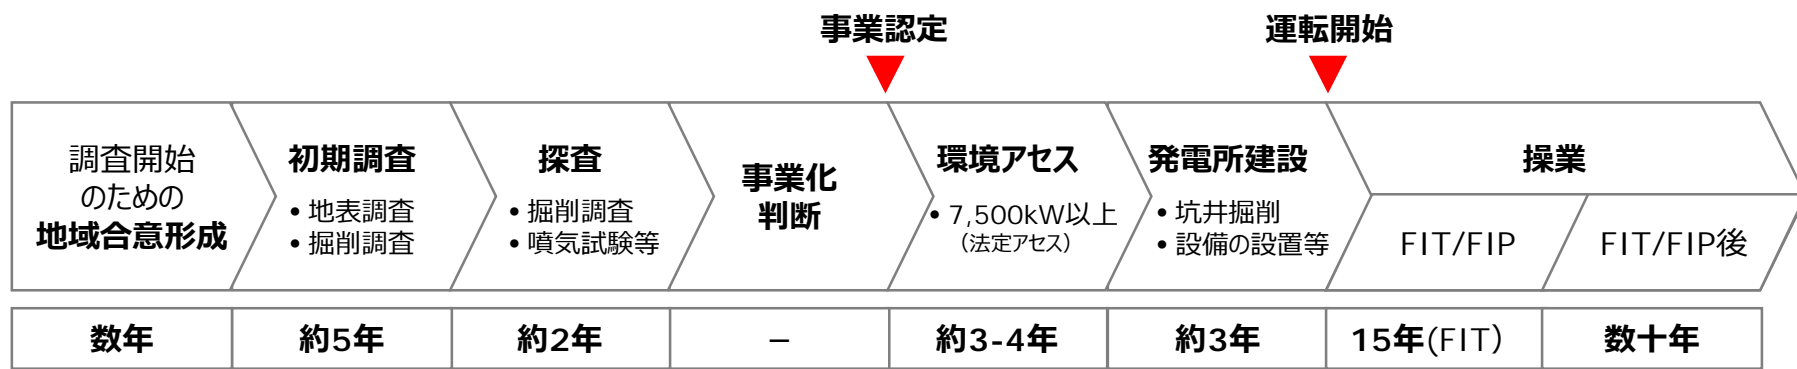 事業認定
運転開始
調査開始
のための
地域合意形成
初期調査
• 地表調査
• 掘削調査
探査
• 掘削調査
• 噴気試験等
事業化
判断
環境アセス
• 7,500kW以上
（法定アセス）
発電所建設
• 坑井掘削
• 設備の設置等
操業
FIT/FIP
FIT/FIP後
数年
約5年
約2年
–
約3-4年
約3年
15年(FIT)
数十年